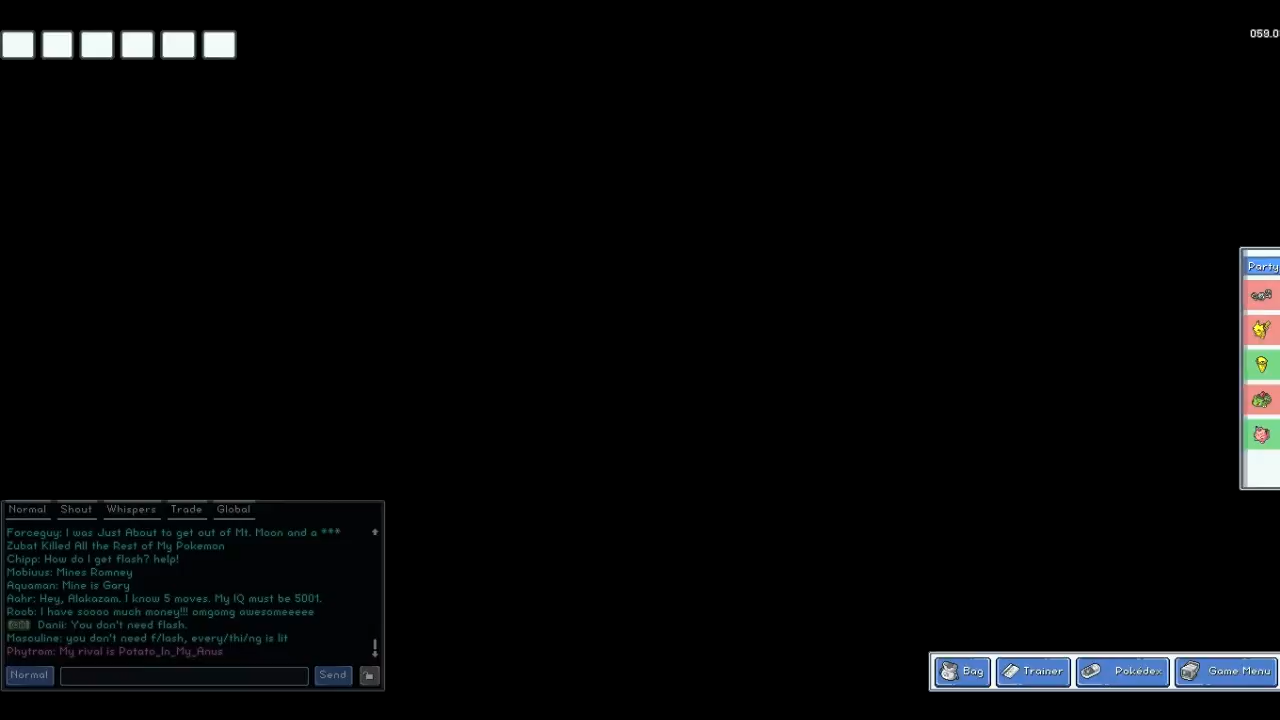 059.0
Party
Normal Shout Whispers Trade Global
Forceguy: I was Just About to get out of Mt. Moon and a ***
Zubat Killed All the Rest of My Pokemon
Chipp: How do I get flash? help!
Mobiuus: Mines Romney
Aquaman: Mine is Gary
Aahr: Hey, Alakazam. I know 5 moves. My IQ must be 5001.
Roob: I have soooo much money!!! omgomg awesomeeeee
Danii: You don't need flash.
Masouline: you don't need f/lash, every/thi/ng is lit
Phytrom: My rival is Potato_In_My_Anus
Normal Send
Bag Trainer Pokédex Game Menu